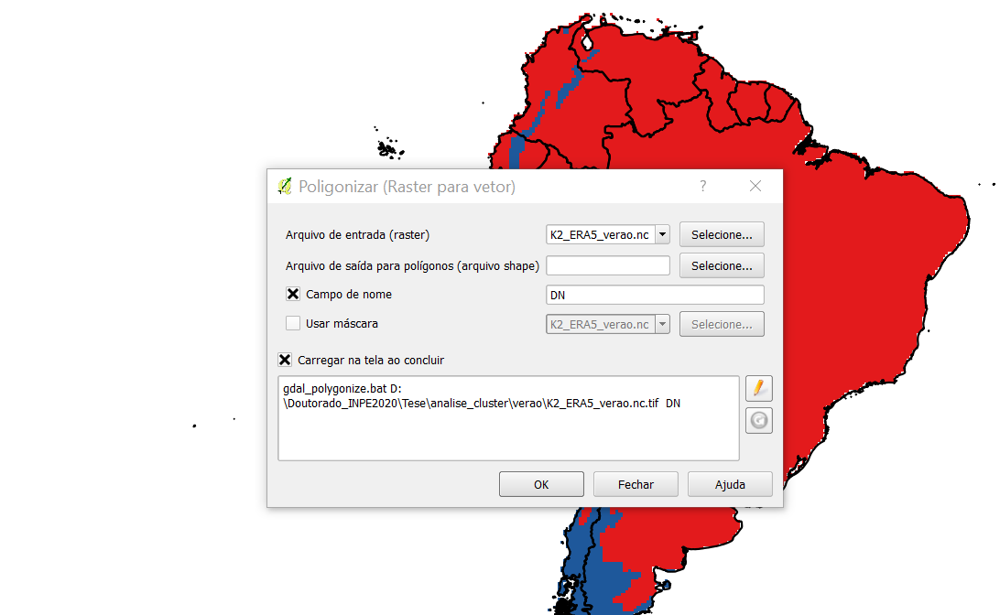 Poligonizar (Raster para vetor)
?
Arquivo de entrada (raster) K2_ERA5_verao.nc Selecione...
Arquivo de saída para polígonos (arquivo shape) Selecione...
Campo de nome DN
Usar máscara K2_ERA5_verao.nc Selecione...
Carregar na tela ao concluir
gdal_polygonize.bat D:
\Doutorado_INPE2020\Tese\analise_cluster\verao\K2_ERA5_verao.nc.tif DN
OK Fechar Ajuda